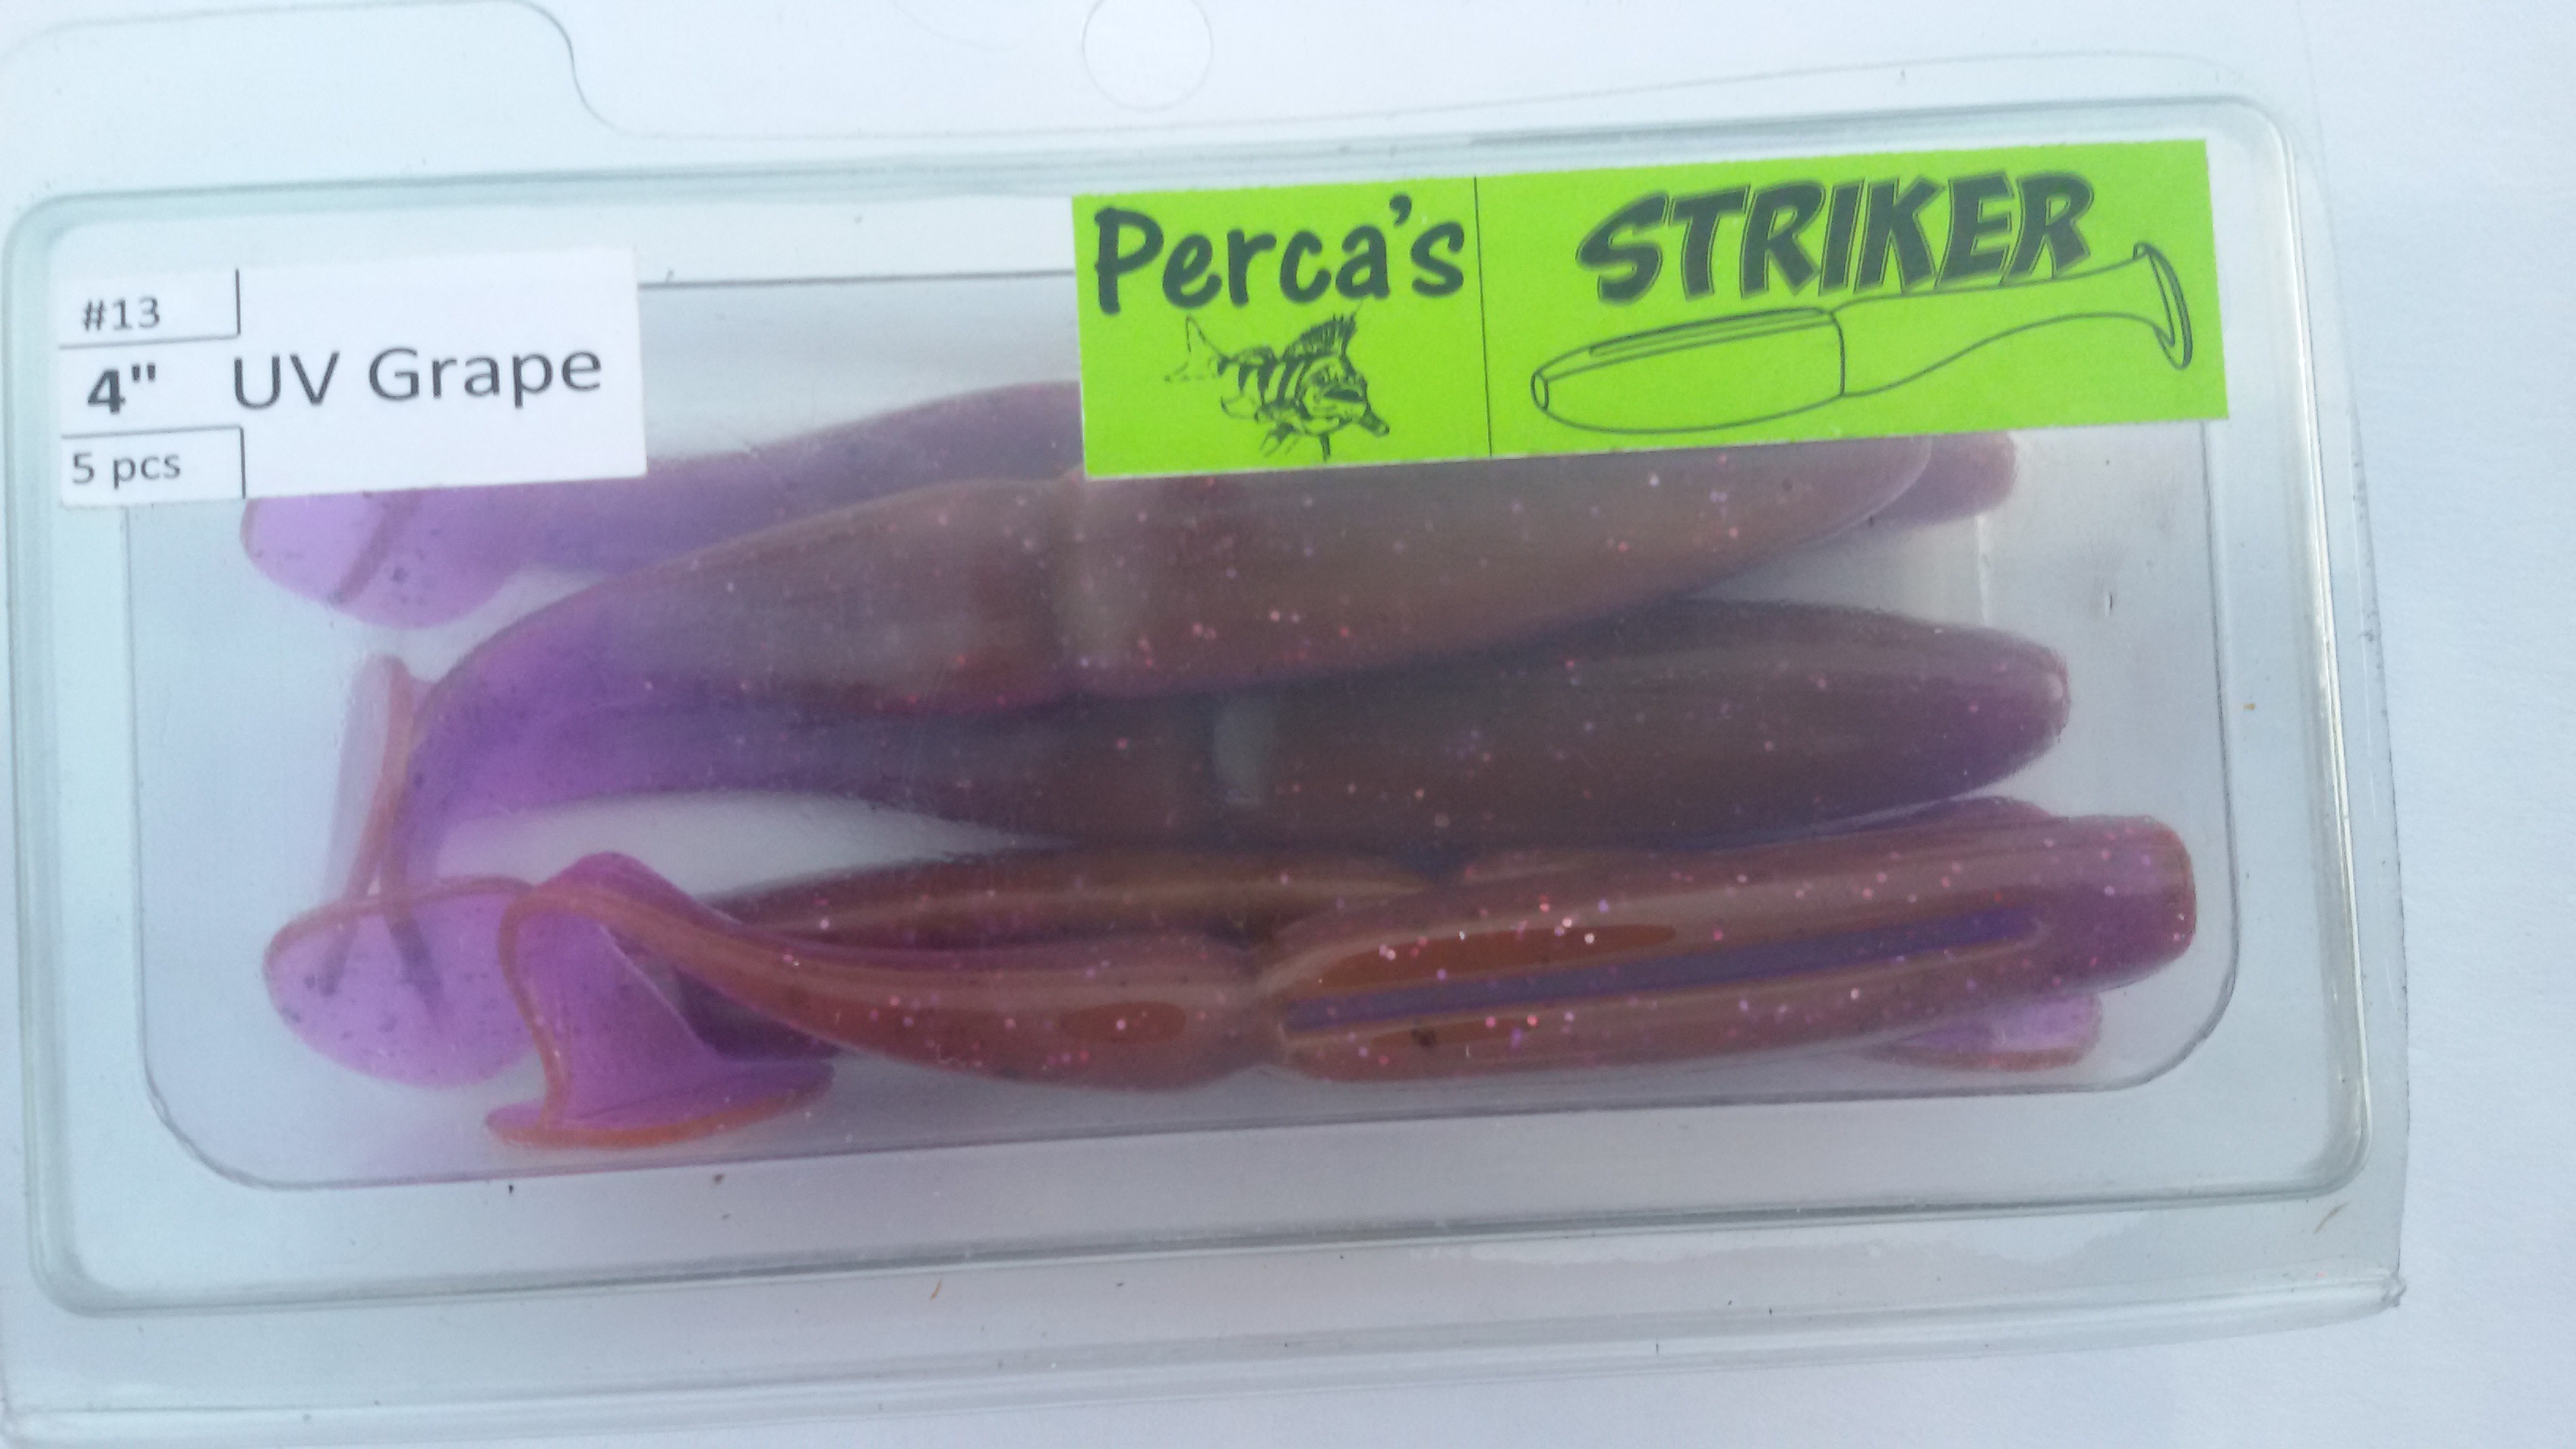 #13
4" UV Grape
5 pcs
Perca's
STRIKER